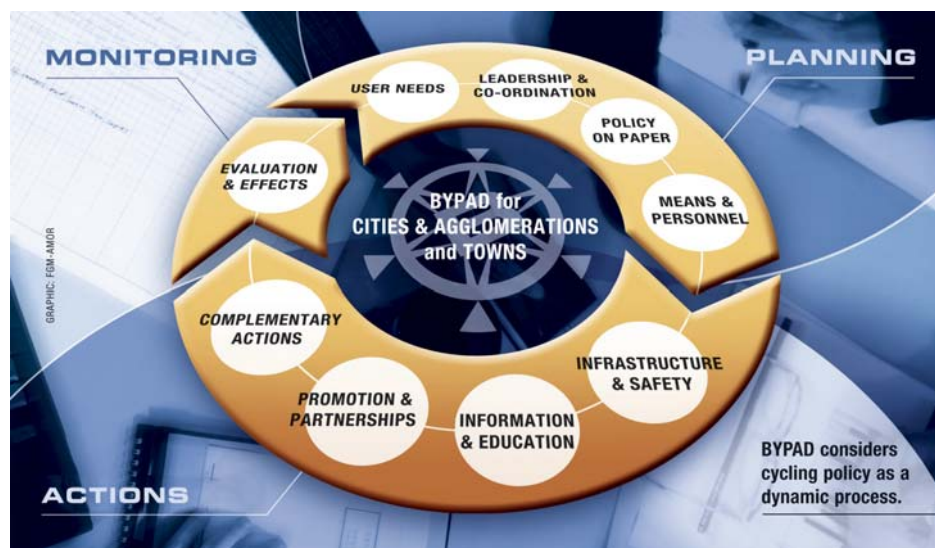 MONITORING
PLANNING
USER NEEDS
LEADERSHIP &
CO-ORDINATION
POLICY
ON PAPER
MEANS &
PERSONNEL
EVALUATION
& EFFECTS
BYPAD for
CITIES & AGGLOMERATIONS
and TOWNS
GRAPHIC: FGM-AMOR
COMPLEMENTARY
ACTIONS
PROMOTION &
PARTNERSHIPS
INFORMATION
& EDUCATION
INFRASTRUCTURE
& SAFETY
ACTIONS
BYPAD considers
cycling policy as a
dynamic process.